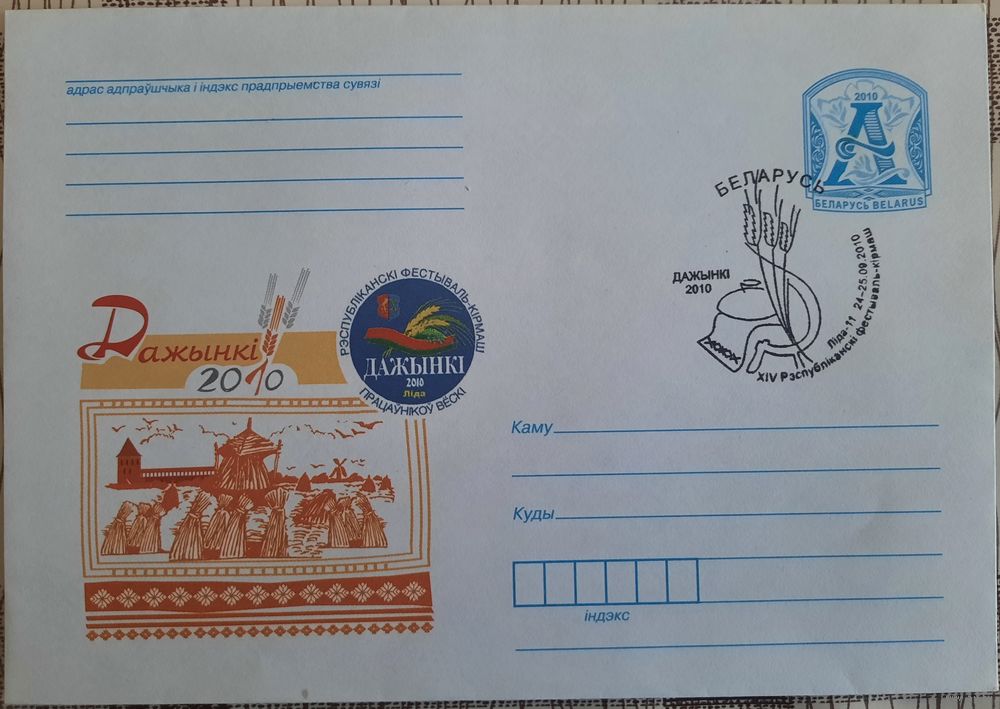 адрас адпраўшчыка і індэкс прадпрыемства сувязі
2010
А
БЕЛАРУСЬ BELARUS
БЕЛАРУСЬ
ДАЖЫНКІ
2010
Ліда-11 24-25.09.2010
XIV Рэспубліканскі Фестываль-кірмаш
Дажынкі
2010
РЭСПУБЛІКАНСКІ ФЕСТЫВАЛЬ-КІРМАШ
ДАЖЫНКІ
2010
Ліда
ПРАЦАЎНІКОЎ ВЁСКІ
Каму
Куды
індэкс